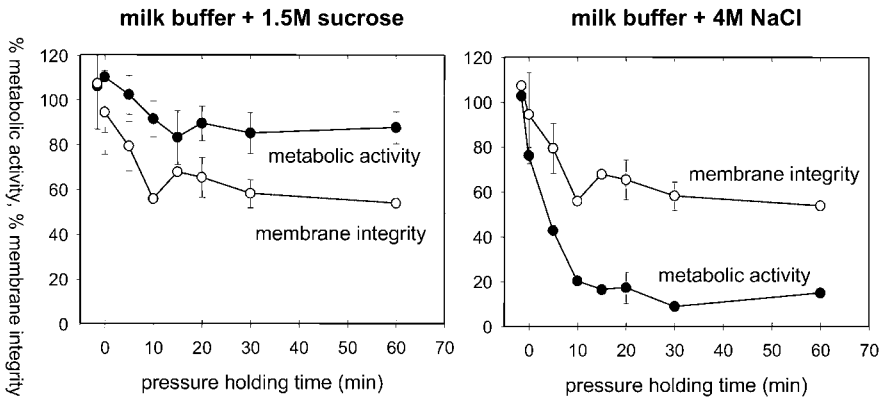 milk buffer + 1.5M sucrose
milk buffer + 4M NaCl
% metabolic activity, % membrane integrity
120
100
80
60
40
20
0
metabolic activity
membrane integrity
0 10 20 30 40 50 60 70
pressure holding time (min)
120
100
80
60
40
20
0
membrane integrity
metabolic activity
0 10 20 30 40 50 60 70
pressure holding time (min)